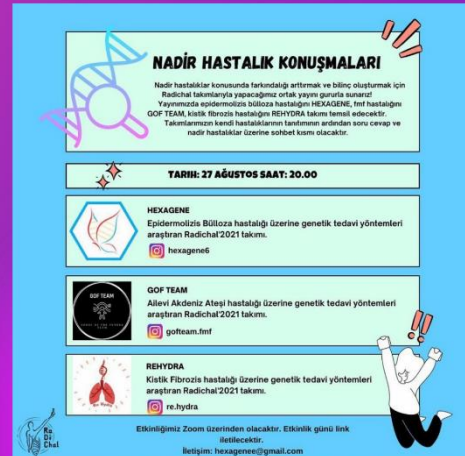 NADİR HASTALIK KONUŞMALARI
Nadir hastalıklar konusunda farkındalığı arttırmak ve bilinç oluşturmak için
Radichal takımlarıyla yapacağımız ortak yayını gururla sunarız!
Yayınımızda epidermolizis bülloza hastalığını HEXAGENE, fmf hastalığını
GOF TEAM, kistik fibrozis hastalığını REHYDRA takımı temsil edecektir.
Takımlarımızın kendi hastalıklarının tanıtımının ardından soru cevap ve
nadir hastalıklar üzerine sohbet kısmı olacaktır.
TARIH: 27 AĞUSTOS SAAT: 20.00
HEXAGENE
Epidermolizis Bülloza hastalığı üzerine genetik tedavi yöntemleri
araştıran Radichal'2021 takımı.
hexagene6
GOF TEAM
GOF TEAM
Ailevi Akdeniz Ateşi hastalığı üzerine genetik tedavi yöntemleri
araştıran Radichal'2021 takımı.
gofteam.fmf
REHYDRA
Kistik Fibrozis hastalığı üzerine genetik tedavi yöntemleri
araştıran Radichal'2021 takımı.
re.hydra
Etkinliğimiz Zoom üzerinden olacaktır. Etkinlik günü link
iletilecektir.
İletişim: hexagenee@gmail.com
Ra
Di
Chal